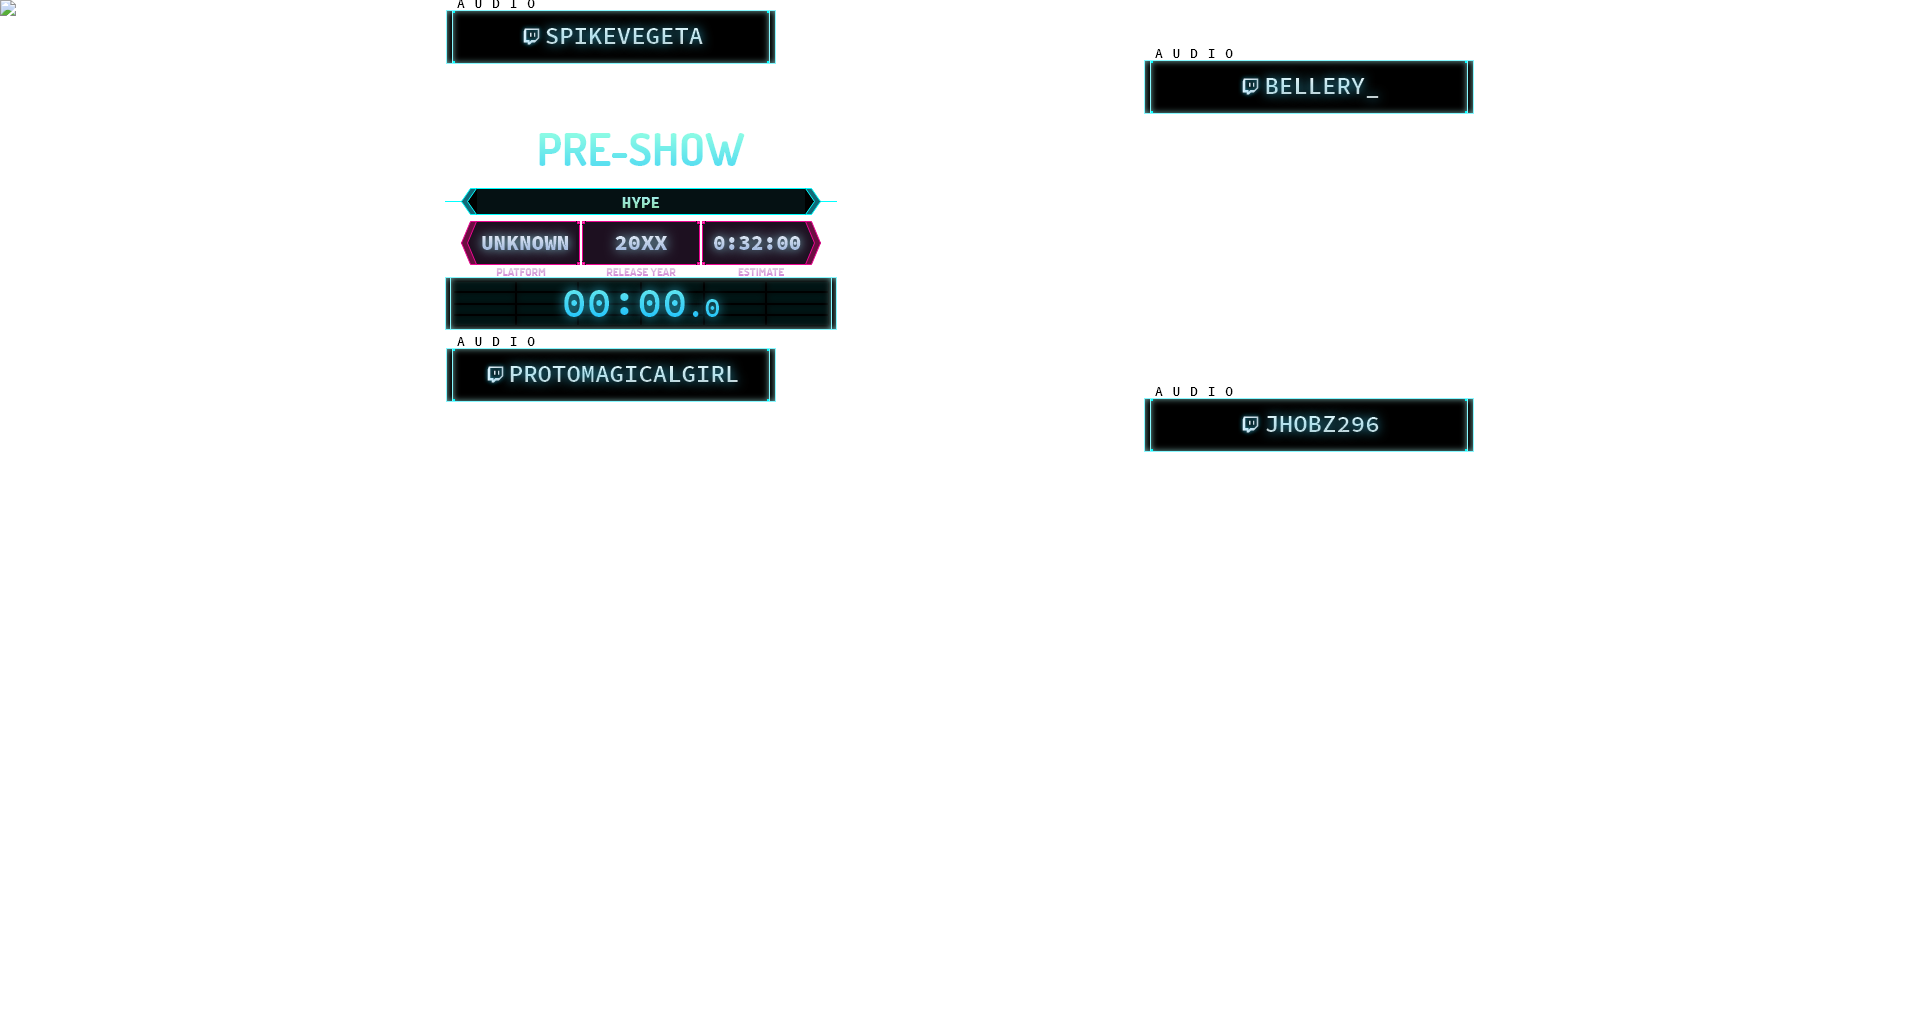 AUDIO
SPIKEVEGETA
AUDIO
BELLERY_
PRE-SHOW
HYPE
UNKNOWN 20XX 0:32:00
PLATFORM RELEASE YEAR ESTIMATE
00:00.0
AUDIO
PROTOMAGICALGIRL
AUDIO
JHOBZ296